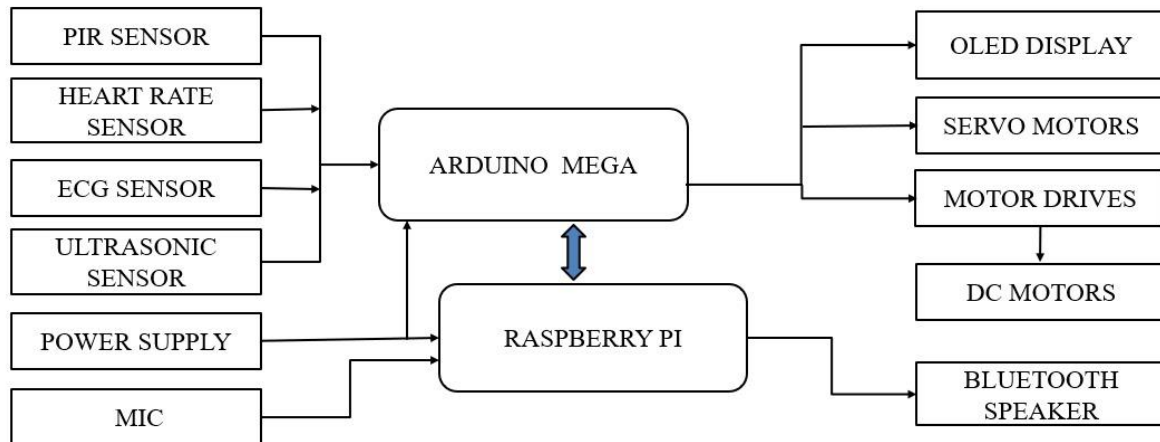 PIR SENSOR
HEART RATE
SENSOR
ECG SENSOR
ULTRASONIC
SENSOR
POWER SUPPLY
MIC
ARDUINO MEGA
RASPBERRY PI
OLED DISPLAY
SERVO MOTORS
MOTOR DRIVES
DC MOTORS
BLUETOOTH
SPEAKER